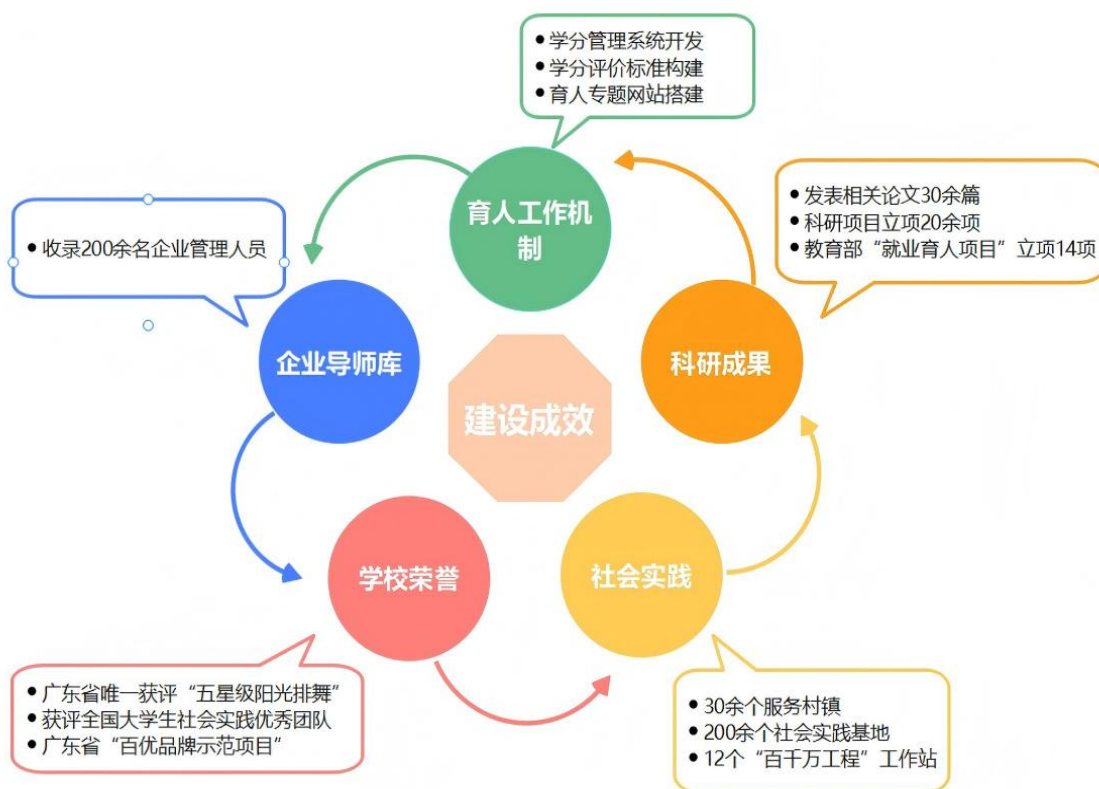 • 学分管理系统开发
• 学分评价标准构建
• 育人专题网站搭建
育人工作机
制
• 发表相关论文30余篇
• 科研项目立项20余项
• 教育部“就业育人项目”立项14项
• 收录200余名企业管理人员
企业导师库
科研成果
建设成效
学校荣誉
社会实践
• 广东省唯一获评“五星级阳光排舞”
• 获评全国大学生社会实践优秀团队
• 广东省“百优品牌示范项目”
• 30余个服务村镇
• 200余个社会实践基地
• 12个“百千万工程”工作站